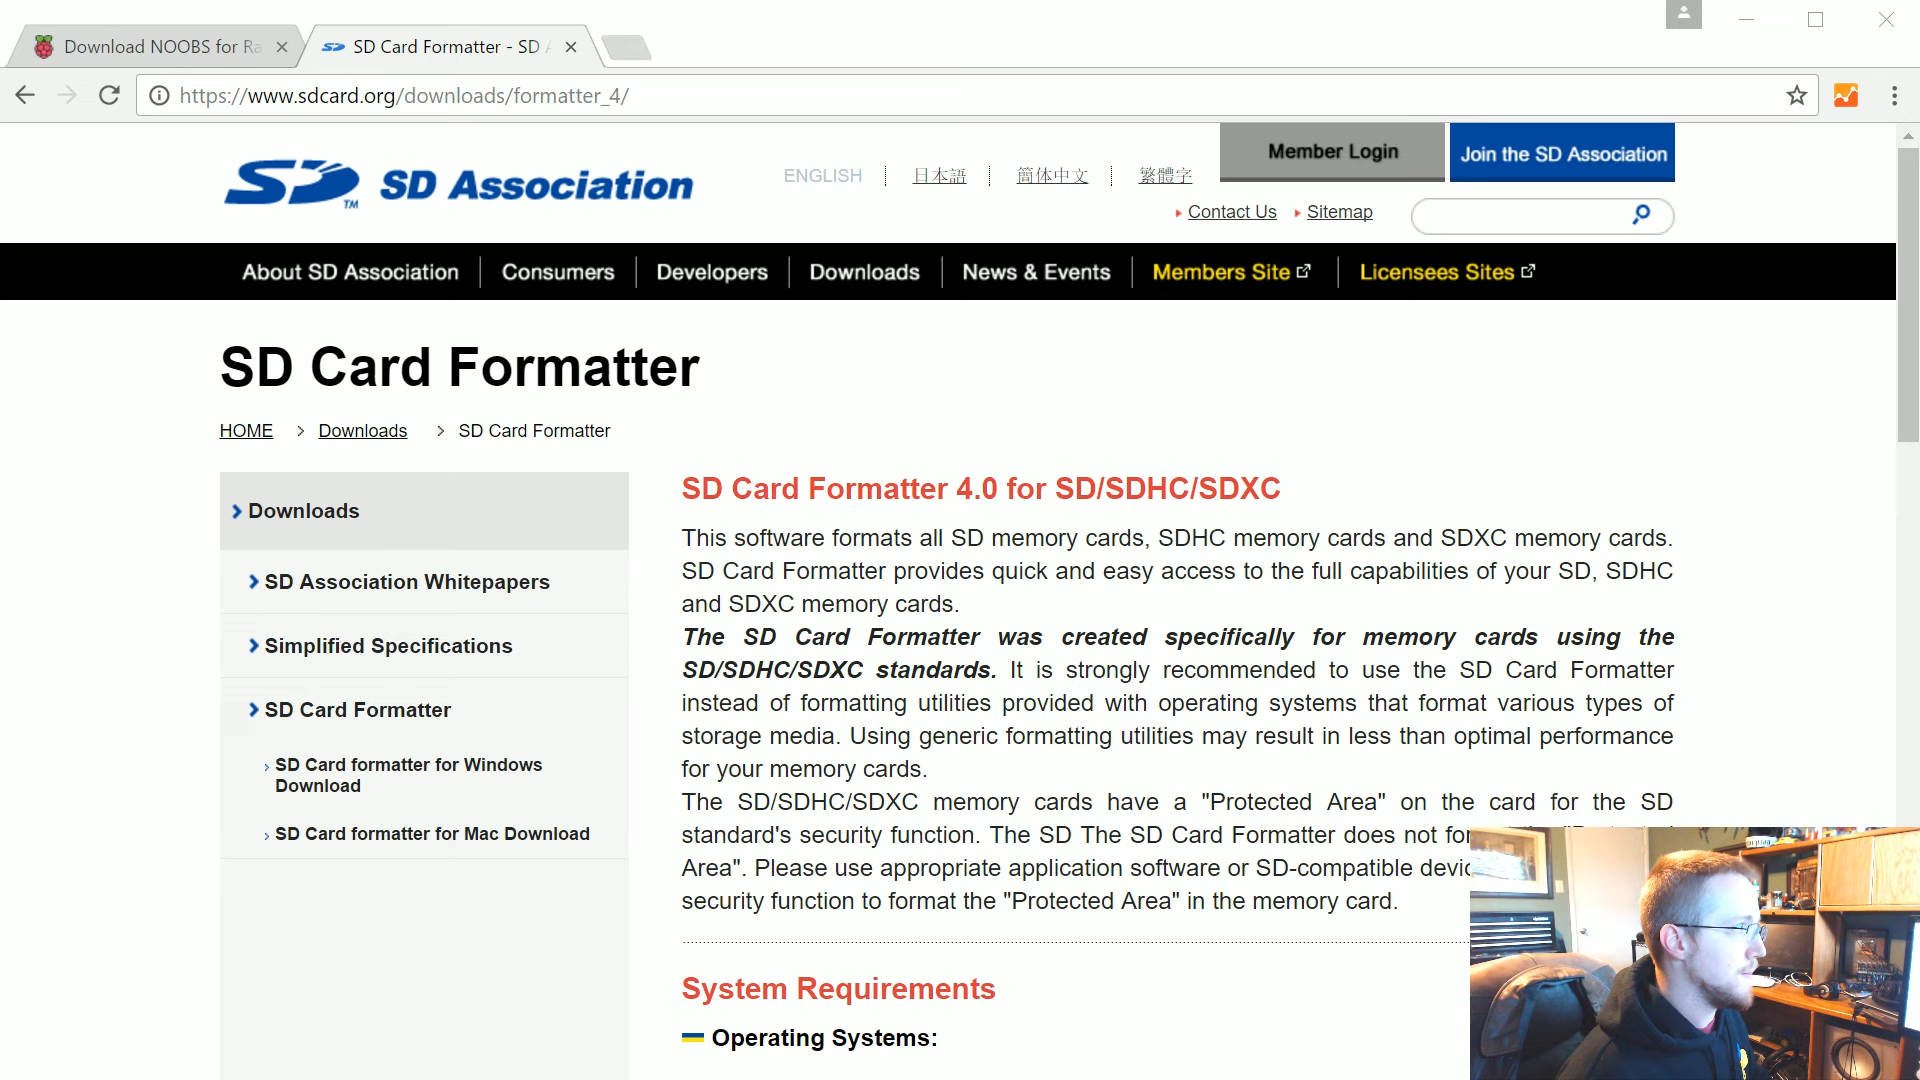 Download NOOBS for Ra
SD Card Formatter - SD A
https://www.sdcard.org/downloads/formatter_4/
SD Association
TM
ENGLISH
日本語
简体中文
繁體字
Member Login
Join the SD Association
Contact Us
Sitemap
About SD Association
Consumers
Developers
Downloads
News & Events
Members Site
Licensees Sites
SD Card Formatter
HOME > Downloads > SD Card Formatter
Downloads
SD Association Whitepapers
Simplified Specifications
SD Card Formatter
SD Card formatter for Windows
Download
SD Card formatter for Mac Download
SD Card Formatter 4.0 for SD/SDHC/SDXC
This software formats all SD memory cards, SDHC memory cards and SDXC memory cards.
SD Card Formatter provides quick and easy access to the full capabilities of your SD, SDHC
and SDXC memory cards.
The SD Card Formatter was created specifically for memory cards using the
SD/SDHC/SDXC standards. It is strongly recommended to use the SD Card Formatter
instead of formatting utilities provided with operating systems that format various types of
storage media. Using generic formatting utilities may result in less than optimal performance
for your memory cards.
The SD/SDHC/SDXC memory cards have a "Protected Area" on the card for the SD
standard's security function. The SD The SD Card Formatter does not
Area". Please use appropriate application software or SD-compatible
security function to format the "Protected Area" in the memory card.
System Requirements
Operating Systems: